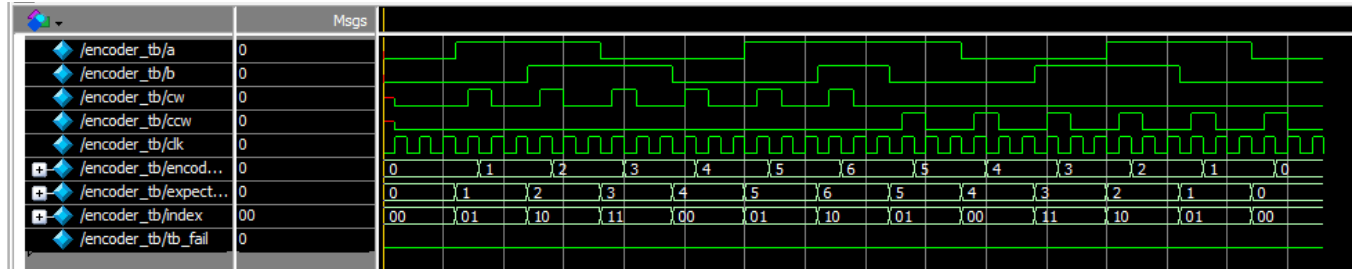 Msgs
/encoder_tb/a 0
/encoder_tb/b 0
/encoder_tb/cw 0
/encoder_tb/ccw 0
/encoder_tb/clk 0
/encoder_tb/encod... 0 0 1 2 3 4 5 6 5 4 3 2 1 0
/encoder_tb/expect... 0 0 1 2 3 4 5 6 5 4 3 2 1 0
/encoder_tb/index 00 00 01 10 11 00 01 10 01 00 11 10 01 00
/encoder_tb/tb_fail 0